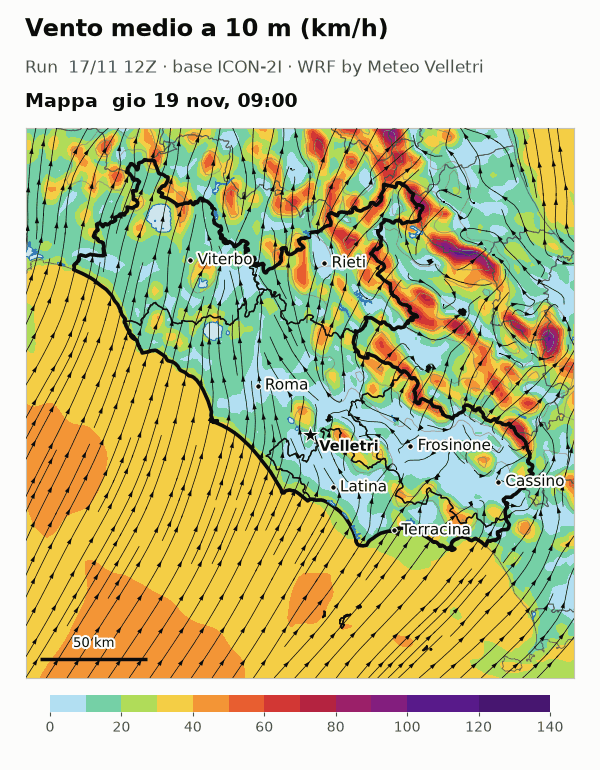 Vento medio a 10 m (km/h)
Run  17/11 12Z · base ICON-2I · WRF by Meteo Velletri
Mappa  gio 19 nov, 09:00
Viterbo
Rieti
Roma
Velletri
Frosinone
Cassino
Latina
Terracina
50 km
0 20 40 60 80 100 120 140